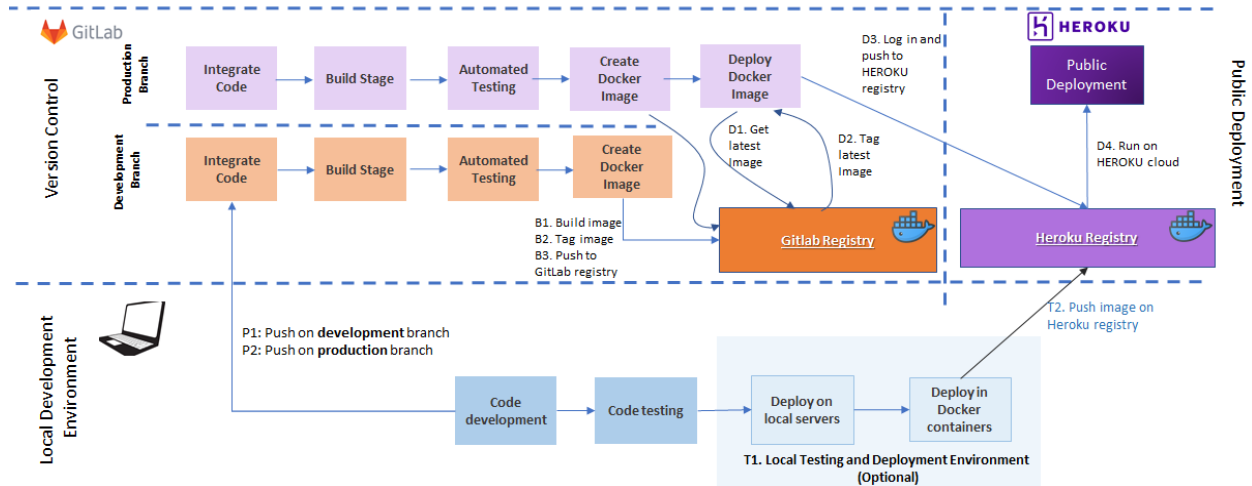 GitLab
HEROKU
Version Control
Production
Branch
Integrate
Code
Build Stage
Automated
Testing
Create
Docker
Image
Deploy
Docker
Image
D3. Log in and
push to
HEROKU
registry
Public
Deployment
Public Deployment
D1. Get
latest
Image
D2. Tag
latest
Image
D4. Run on
HEROKU cloud
Development
Branch
Integrate
Code
Build Stage
Automated
Testing
Create
Docker
Image
B1. Build image
B2. Tag image
B3. Push to
GitLab registry
Gitlab Registry
Heroku Registry
Local Development
Environment
P1: Push on development branch
P2: Push on production branch
T2. Push image on
Heroku registry
Code
development
Code testing
Deploy on
local servers
Deploy in
Docker
containers
T1. Local Testing and Deployment Environment
(Optional)